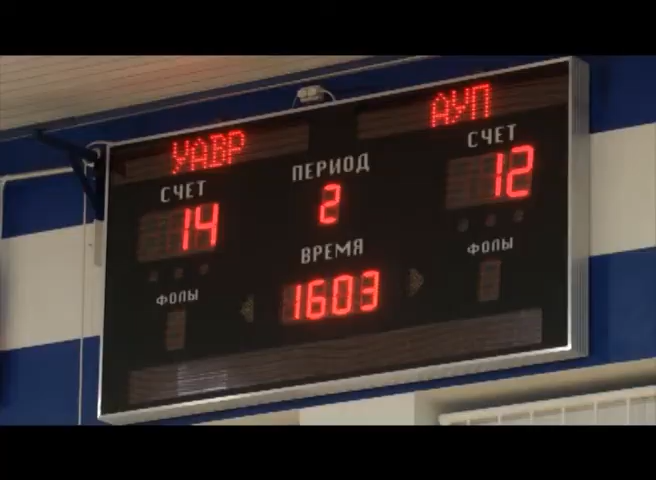 УАВР
АУП
СЧЕТ
ПЕРИОД
СЧЕТ
14
2
12
ВРЕМЯ
ФОЛЫ
1603
ФОЛЫ